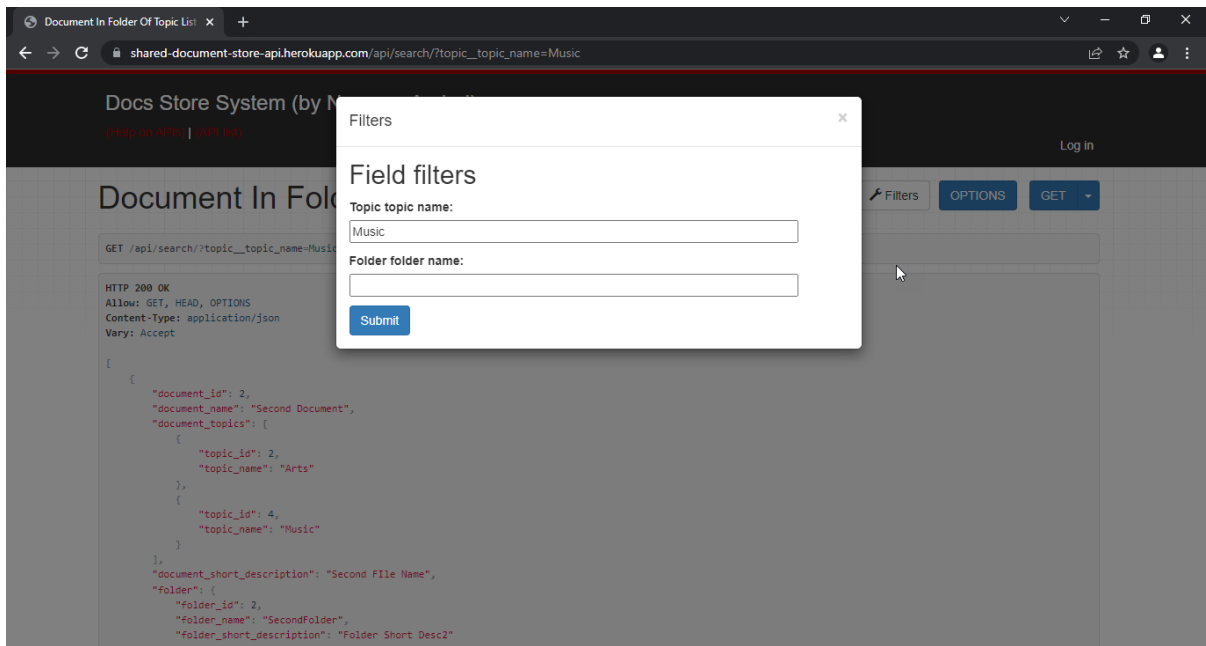 Document In Folder Of Topic List
shared-document-store-api.herokuapp.com/api/search/?topic__topic_name=Music
Docs Store System (by N
|
Log in
Filters
×
Field filters
Topic topic name:
Music
Folder folder name:
Submit
Document In Fol
Filters
OPTIONS
GET
GET /api/search/?topic__topic_name=Music
HTTP 200 OK
Allow: GET, HEAD, OPTIONS
Content-Type: application/json
Vary: Accept
[
{
"document_id": 2,
"document_name": "Second Document",
"document_topics": [
{
"topic_id": 2,
"topic_name": "Arts"
},
{
"topic_id": 4,
"topic_name": "Music"
}
],
"document_short_description": "Second FIle Name",
"folder": {
"folder_id": 2,
"folder_name": "SecondFolder",
"folder_short_description": "Folder Short Desc2"